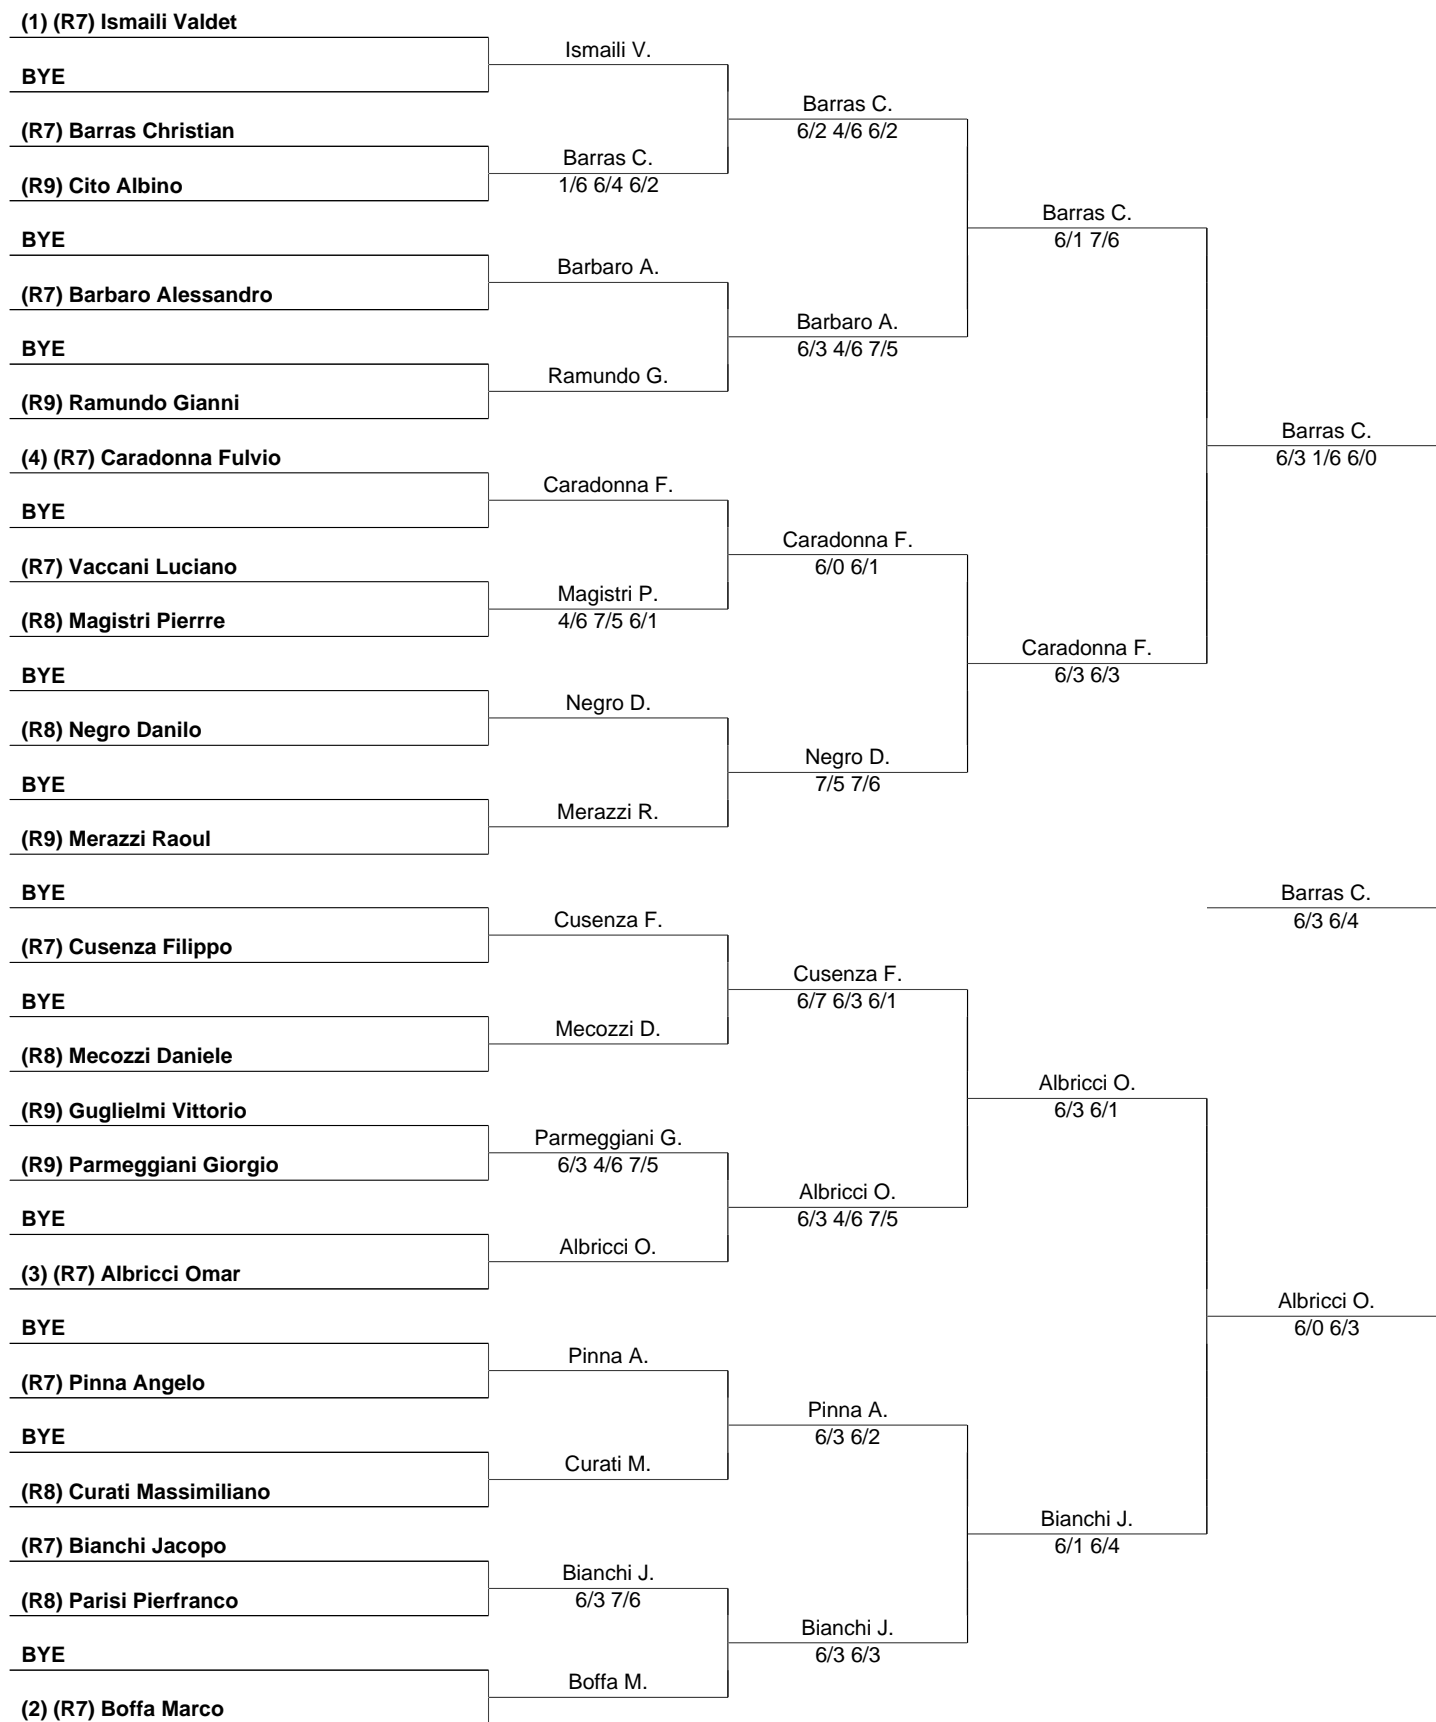 (1) (R7) Ismaili Valdet
Ismaili V.
BYE
Barras C.
6/2 4/6 6/2
(R7) Barras Christian
Barras C.
1/6 6/4 6/2
(R9) Cito Albino
Barras C.
6/1 7/6
BYE
Barbaro A.
(R7) Barbaro Alessandro
Barbaro A.
6/3 4/6 7/5
BYE
Ramundo G.
(R9) Ramundo Gianni
Barras C.
6/3 1/6 6/0
(4) (R7) Caradonna Fulvio
Caradonna F.
BYE
Caradonna F.
6/0 6/1
(R7) Vaccani Luciano
Magistri P.
4/6 7/5 6/1
(R8) Magistri Pierrre
Caradonna F.
6/3 6/3
BYE
Negro D.
(R8) Negro Danilo
Negro D.
7/5 7/6
BYE
Merazzi R.
(R9) Merazzi Raoul
BYE
Barras C.
6/3 6/4
Cusenza F.
(R7) Cusenza Filippo
Cusenza F.
6/7 6/3 6/1
BYE
Mecozzi D.
(R8) Mecozzi Daniele
Albricci O.
6/3 6/1
(R9) Guglielmi Vittorio
Parmeggiani G.
6/3 4/6 7/5
(R9) Parmeggiani Giorgio
Albricci O.
6/3 4/6 7/5
BYE
Albricci O.
(3) (R7) Albricci Omar
Albricci O.
6/0 6/3
BYE
Pinna A.
(R7) Pinna Angelo
Pinna A.
6/3 6/2
BYE
Curati M.
(R8) Curati Massimiliano
Bianchi J.
6/1 6/4
(R7) Bianchi Jacopo
Bianchi J.
6/3 7/6
(R8) Parisi Pierfranco
Bianchi J.
6/3 6/3
BYE
Boffa M.
(2) (R7) Boffa Marco